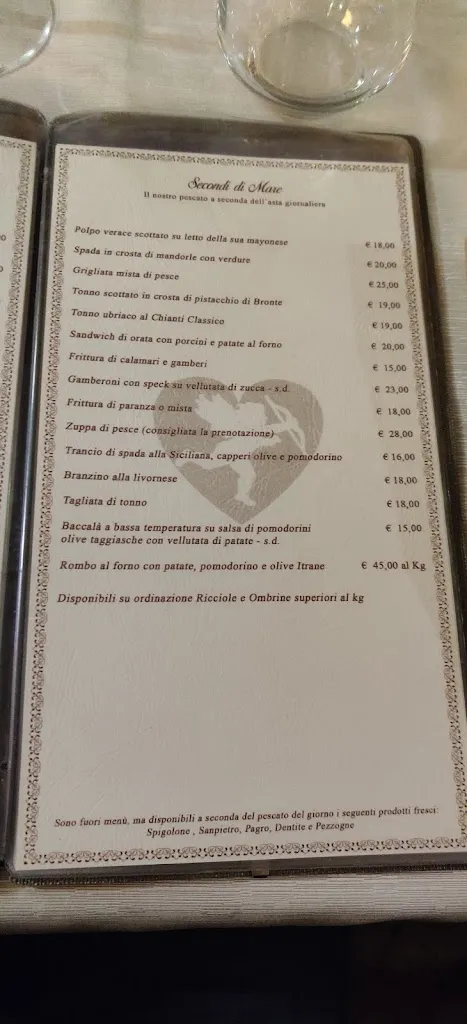 Secondi di Mare
Il nostro pescato a seconda dell'asta giornaliera
Polpo verace scottato su letto della sua mayonese € 18,00
Spada in crosta di mandorle con verdure € 20,00
Grigliata mista di pesce € 25,00
Tonno scottato in crosta di pistacchio di Bronte € 19,00
Tonno ubriaco al Chianti Classico € 19,00
Sandwich di orata con porcini e patate al forno € 20,00
Frittura di calamari e gamberi € 15,00
Gamberoni con speck su vellutata di zucca - s.d. € 23,00
Frittura di paranza o mista € 18,00
Zuppa di pesce (consigliata la prenotazione) € 28,00
Trancio di spada alla Siciliana, capperi olive e pomodorino € 16,00
Branzino alla livornese € 18,00
Tagliata di tonno € 18,00
Baccalà a bassa temperatura su salsa di pomodorini € 15,00
olive taggiasche con vellutata di patate - s.d.
Rombo al forno con patate, pomodorino e olive Itrane € 45,00 al Kg
Disponibili su ordinazione Ricciole e Ombrine superiori al kg
Sono fuori menù, ma disponibili a seconda del pescato del giorno i seguenti prodotti freschi:
Spigolone , Sanpietro, Pagro, Dentite e Pezzogne